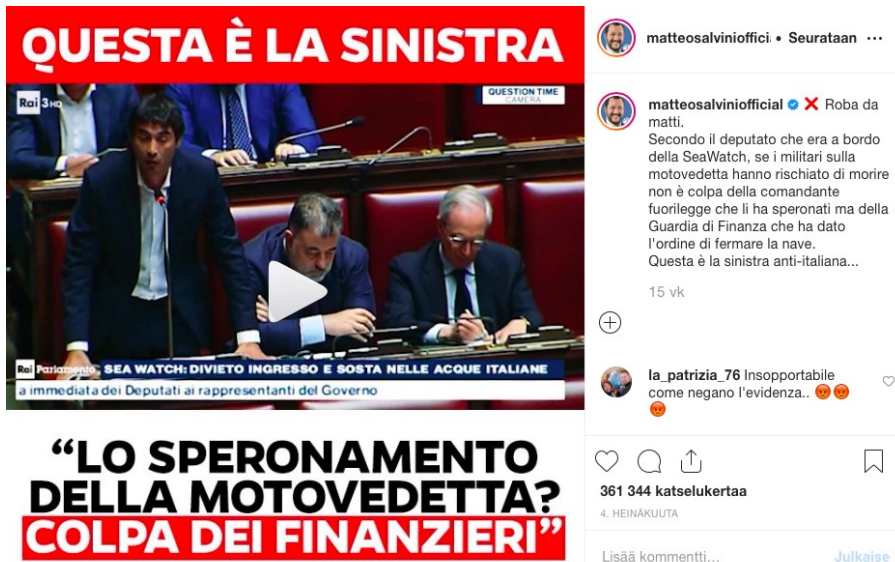 QUESTA È LA SINISTRA
Rai 3HD
QUESTION TIME
CAMERA
Rai Parlamento SEA WATCH: DIVIETO INGRESSO E SOSTA NELLE ACQUE ITALIANE
a immediata dei Deputati ai rappresentanti del Governo
“LO SPERONAMENTO
DELLA MOTOVEDETTA?
COLPA DEI FINANZIERI”
matteosalvinioffici. • Seurataan ...
matteosalviniofficial ❌ Roba da
matti.
Secondo il deputato che era a bordo
della SeaWatch, se i militari sulla
motovedetta hanno rischiato di morire
non è colpa della comandante
fuorilegge che li ha speronati ma della
Guardia di Finanza che ha dato
l'ordine di fermare la nave.
Questa è la sinistra anti-italiana...
15 vk
la_patrizia_76 Insopportabile
come negano l'evidenza.. 😡😡
😡
361 344 katselukertaa
4. HEINÄKUUTA
Lisää kommentti... Julkaise